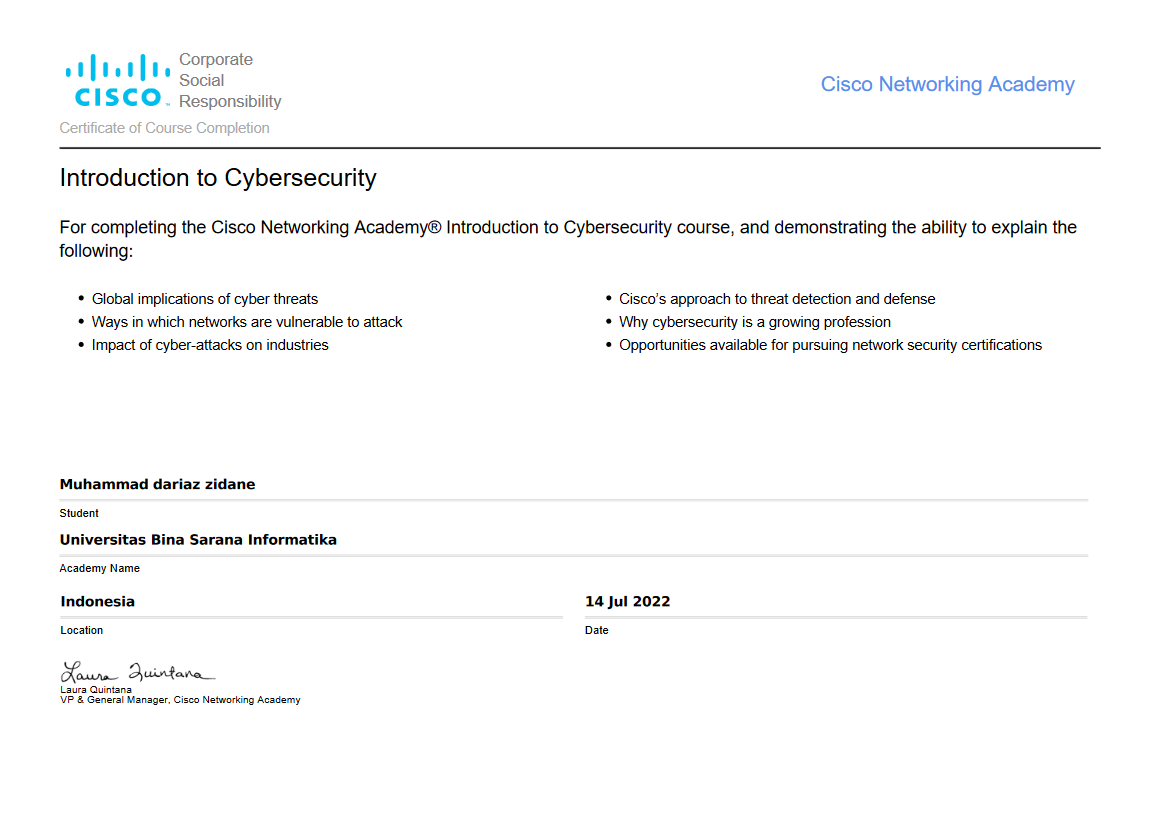 Corporate
Social
CISCO™ Responsibility
Cisco Networking Academy
Certificate of Course Completion
Introduction to Cybersecurity
For completing the Cisco Networking Academy® Introduction to Cybersecurity course, and demonstrating the ability to explain the
following:
• Global implications of cyber threats
• Ways in which networks are vulnerable to attack
• Impact of cyber-attacks on industries
• Cisco’s approach to threat detection and defense
• Why cybersecurity is a growing profession
• Opportunities available for pursuing network security certifications
Muhammad dariaz zidane
Student
Universitas Bina Sarana Informatika
Academy Name
Indonesia
Location
14 Jul 2022
Date
Laura Quintana
Laura Quintana
VP & General Manager, Cisco Networking Academy